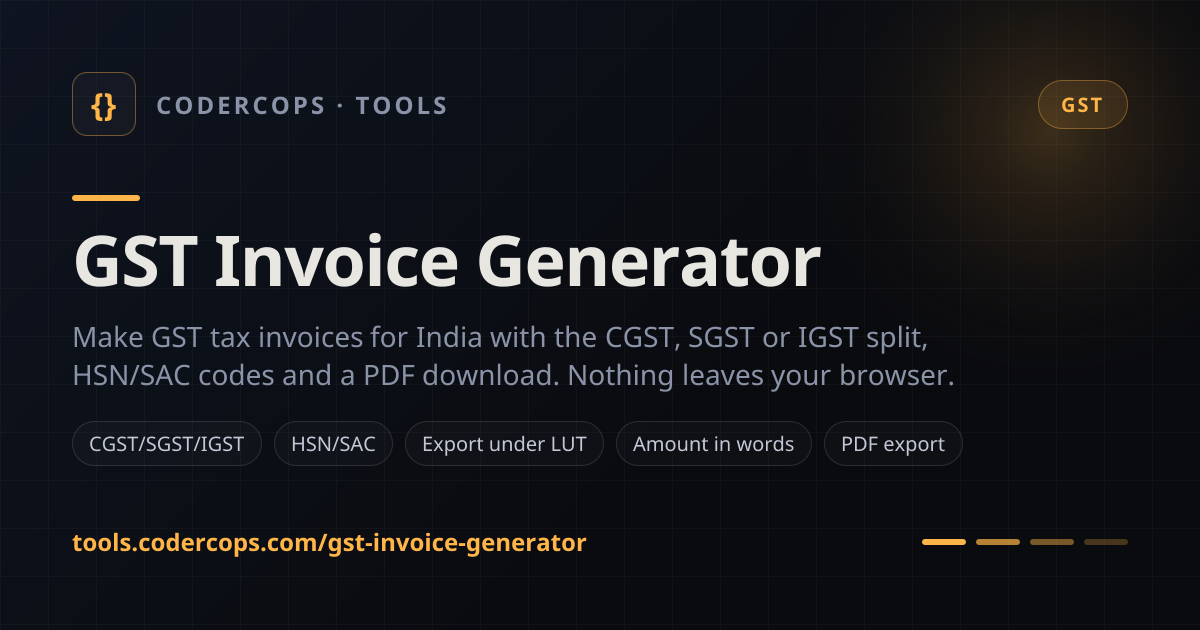 {}
CODERCOPS · TOOLS
GST
GST Invoice Generator
Make GST tax invoices for India with the CGST, SGST or IGST split,
HSN/SAC codes and a PDF download. Nothing leaves your browser.
CGST/SGST/IGST
HSN/SAC
Export under LUT
Amount in words
PDF export
tools.codercops.com/gst-invoice-generator